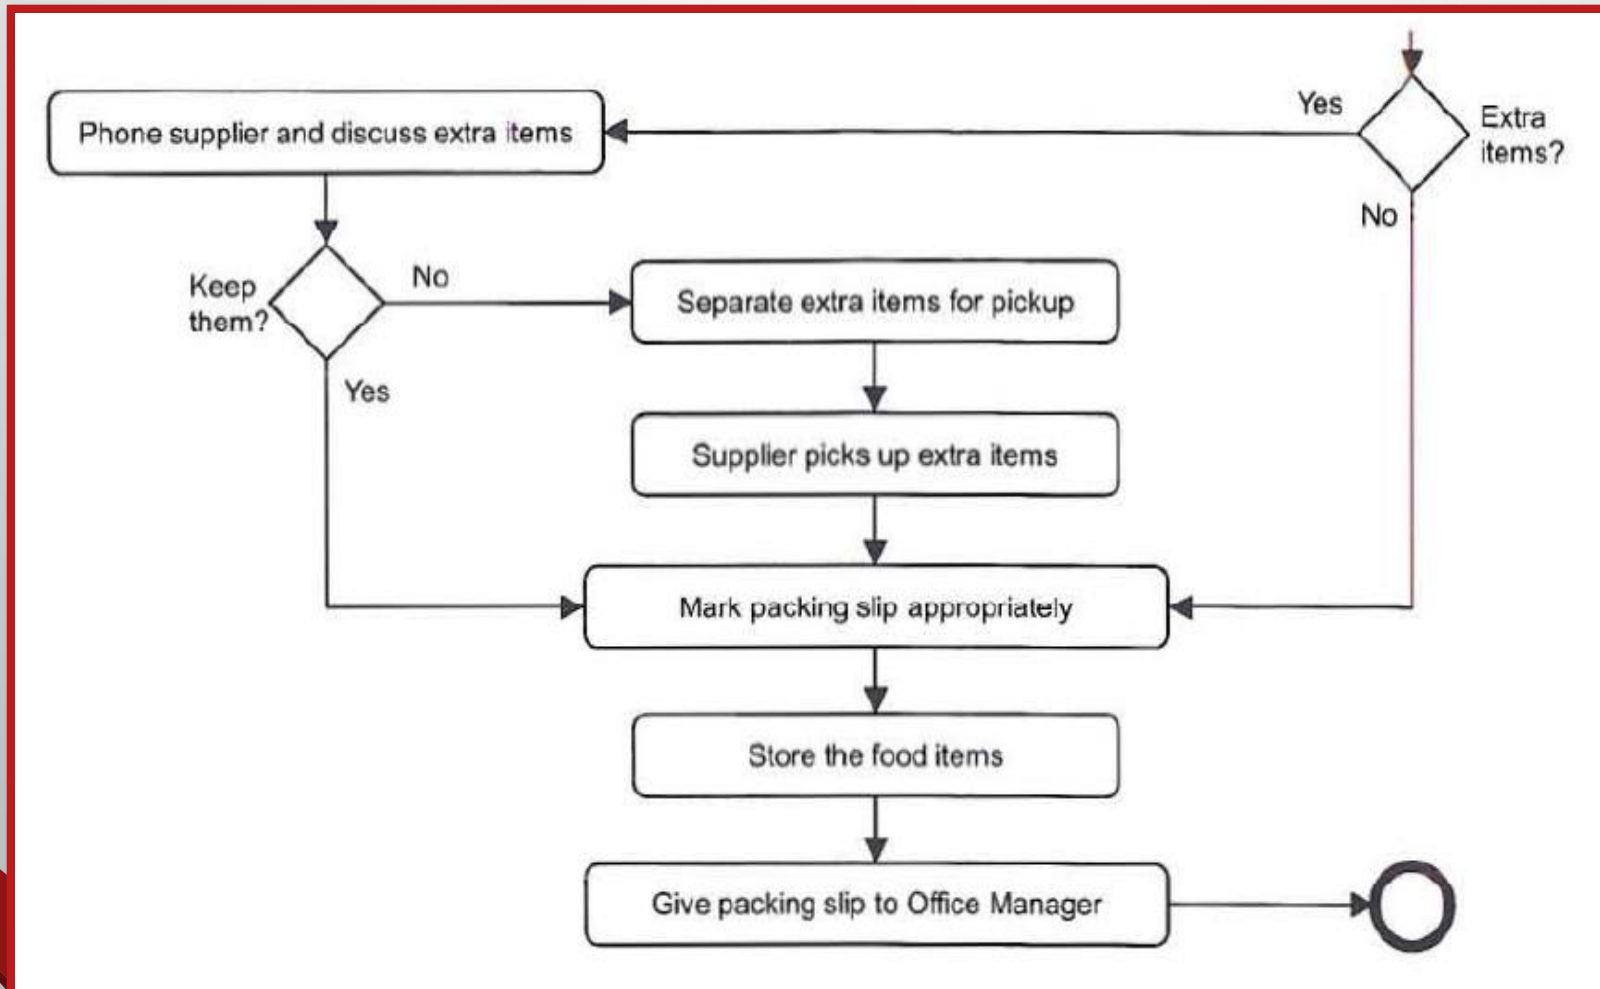 Yes
Extra
items?
Phone supplier and discuss extra items
No
Keep
them?
No
Separate extra items for pickup
Yes
Supplier picks up extra items
Mark packing slip appropriately
Store the food items
Give packing slip to Office Manager